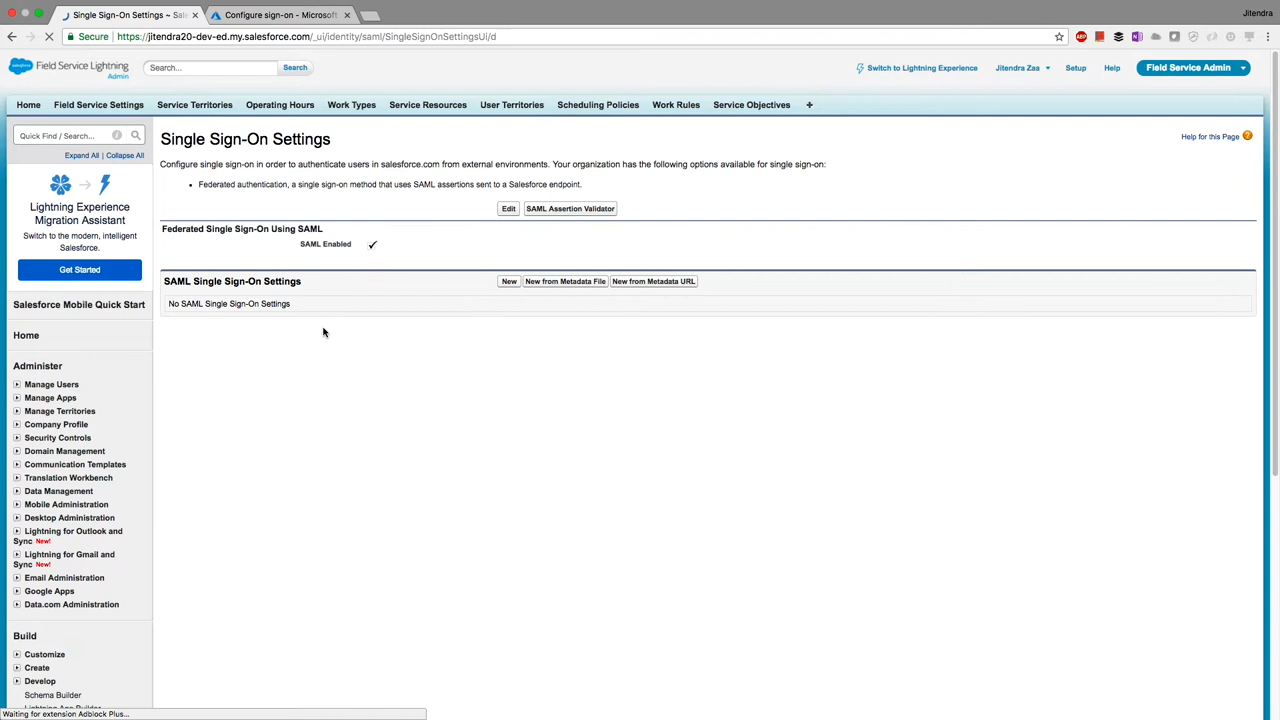 Single Sign-On Settings ~ Sal
Configure sign-on - Microsoft
Jitendra
Secure
https://jitendra20-dev-ed.my.salesforce.com/_ui/identity/saml/SingleSignOnSettingsUi/d
Field Service Lightning
Admin
Search...
Search
Switch to Lightning Experience
Jitendra Zaa
Setup
Help
Field Service Admin
Home
Field Service Settings
Service Territories
Operating Hours
Work Types
Service Resources
User Territories
Scheduling Policies
Work Rules
Service Objectives
+
Quick Find / Search...
Expand All | Collapse All
Lightning Experience
Migration Assistant
Switch to the modern, intelligent
Salesforce.
Get Started
Salesforce Mobile Quick Start
Home
Administer
Manage Users
Manage Apps
Manage Territories
Company Profile
Security Controls
Domain Management
Communication Templates
Translation Workbench
Data Management
Mobile Administration
Desktop Administration
Lightning for Outlook and
Sync New!
Lightning for Gmail and
Sync New!
Email Administration
Google Apps
Data.com Administration
Build
Customize
Create
Develop
Schema Builder
Single Sign-On Settings
Help for this Page ?
Configure single sign-on in order to authenticate users in salesforce.com from external environments. Your organization has the following options available for single sign-on:
• Federated authentication, a single sign-on method that uses SAML assertions sent to a Salesforce endpoint.
Edit
SAML Assertion Validator
Federated Single Sign-On Using SAML
SAML Enabled ✓
SAML Single Sign-On Settings
New
New from Metadata File
New from Metadata URL
No SAML Single Sign-On Settings
Waiting for extension Adblock Plus...